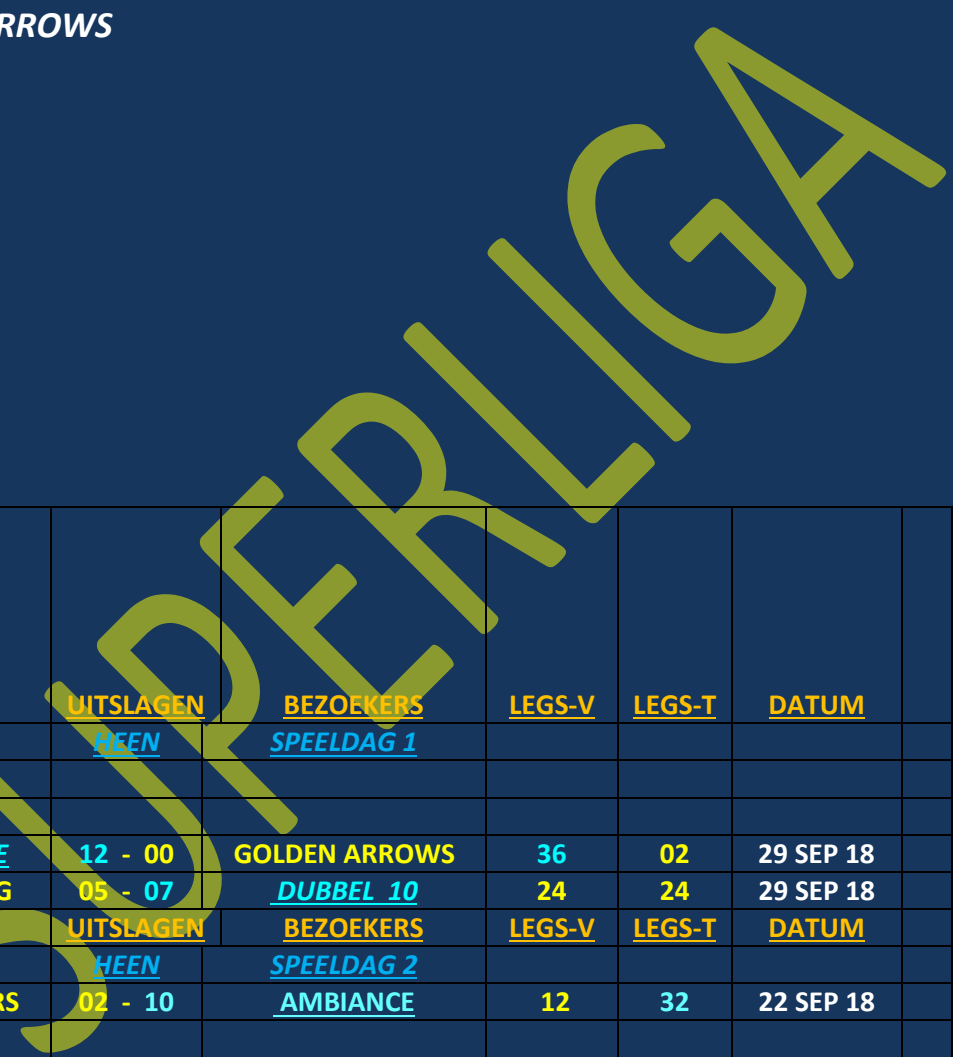 RROWS
SUPERLIGA
UITSLAGEN BEZOEKERS LEGS-V LEGS-T DATUM
HEEN SPEELDAG 1
E 12 - 00 GOLDEN ARROWS 36 02 29 SEP 18
G 05 - 07 DUBBEL 10 24 24 29 SEP 18
UITSLAGEN BEZOEKERS LEGS-V LEGS-T DATUM
HEEN SPEELDAG 2
RS 02 - 10 AMBIANCE 12 32 22 SEP 18